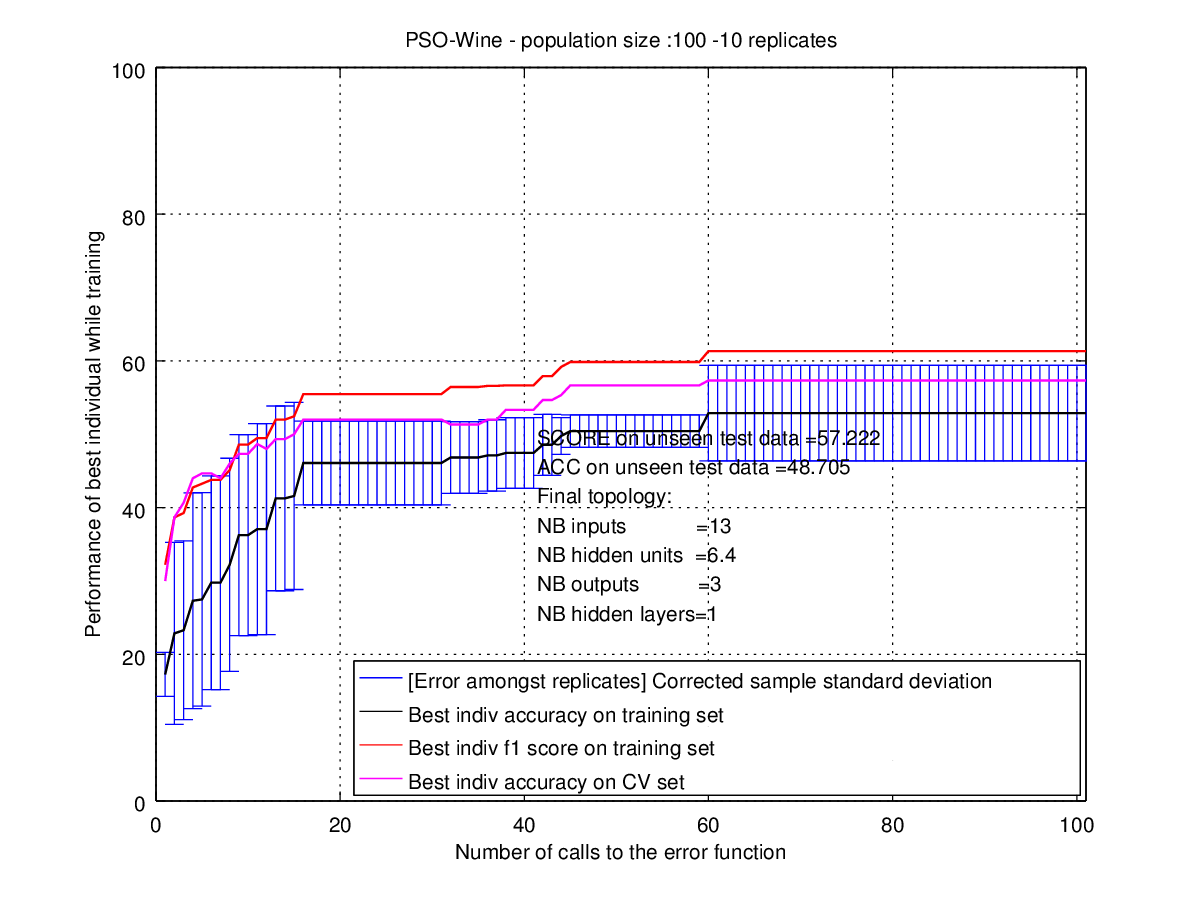 PSO-Wine - population size :100 -10 replicates
100
80
60
40
20
0
Performance of best individual while training
SCORE on unseen test data =57.222
ACC on unseen test data =48.705
Final topology:
NB inputs =13
NB hidden units =6.4
NB outputs =3
NB hidden layers=1
[Error amongst replicates] Corrected sample standard deviation
Best indiv accuracy on training set
Best indiv f1 score on training set
Best indiv accuracy on CV set
0 20 40 60 80 100
Number of calls to the error function